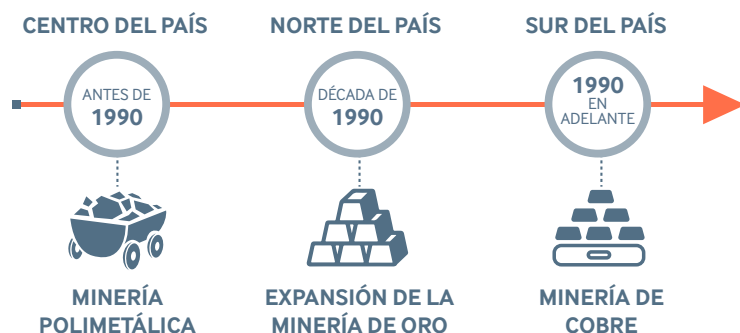 CENTRO DEL PAÍS
ANTES DE
1990
MINERÍA
POLIMETÁLICA
NORTE DEL PAÍS
DÉCADA DE
1990
EXPANSIÓN DE LA
MINERÍA DE ORO
SUR DEL PAÍS
1990
EN
ADELANTE
MINERÍA DE
COBRE